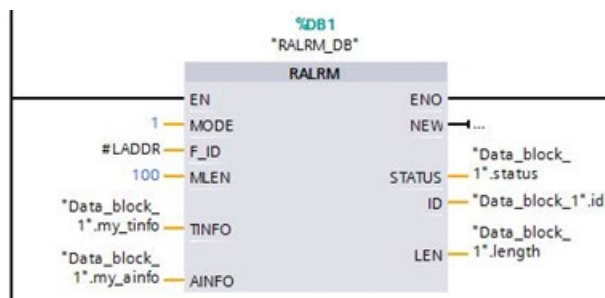 %DB1
"RALRM_DB"
RALRM
EN
ENO
1
MODE
NEW
...
#LADDR
F_ID
100
MLEN
STATUS
"Data_block_
1".status
ID
"Data_block_1".id
"Data_block_
1".my_tinfo
TINFO
LEN
"Data_block_
1".length
"Data_block_
1".my_ainfo
AINFO